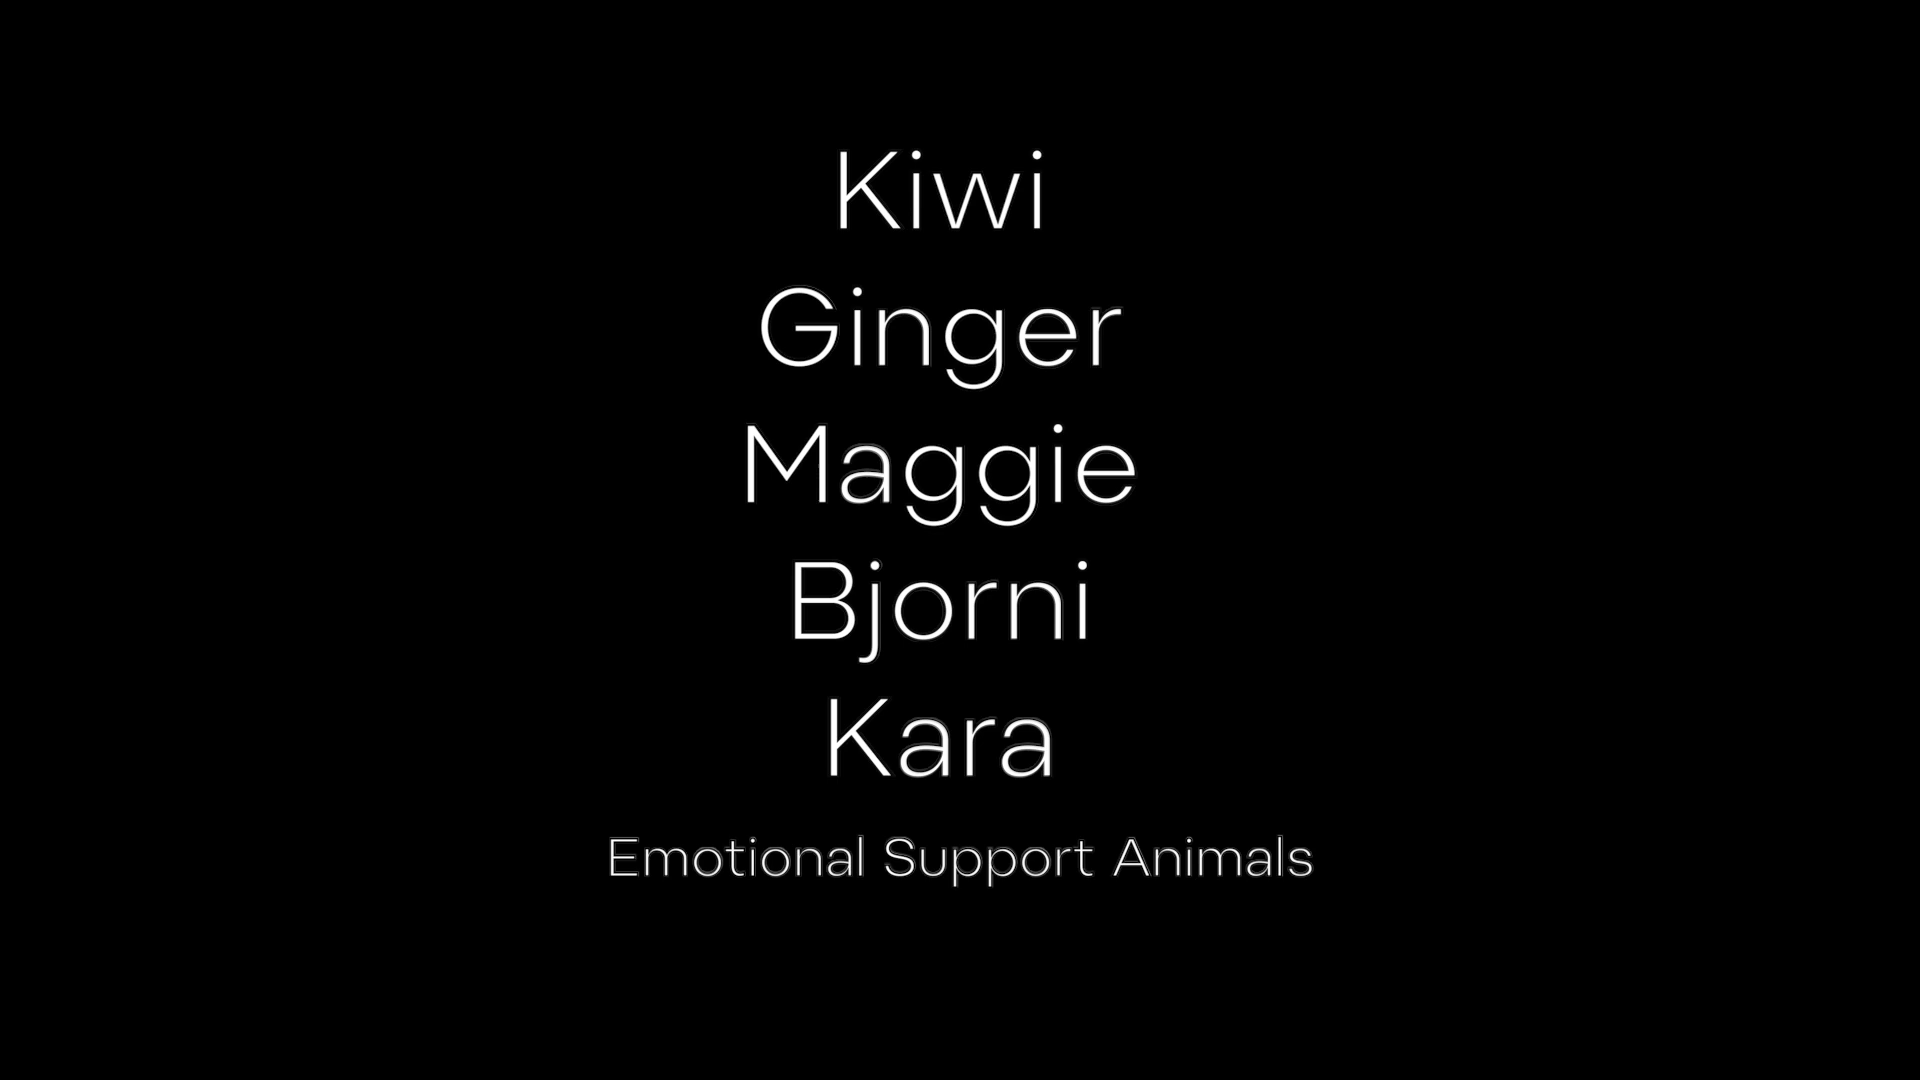 Kiwi
Ginger
Maggie
Bjorni
Kara
Emotional Support Animals